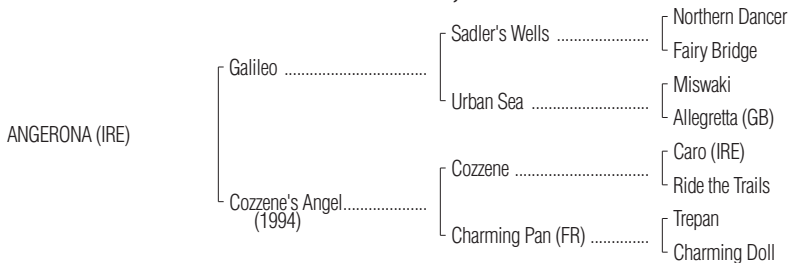 Northern Dancer
Sadler's Wells ......................
Fairy Bridge
Galileo ..................................
Miswaki
Urban Sea ............................
Allegretta (GB)
ANGERONA (IRE)
Caro (IRE)
Cozzene ................................
Ride the Trails
Cozzene's Angel....................
(1994)
Trepan
Charming Pan (FR) ..............
Charming Doll